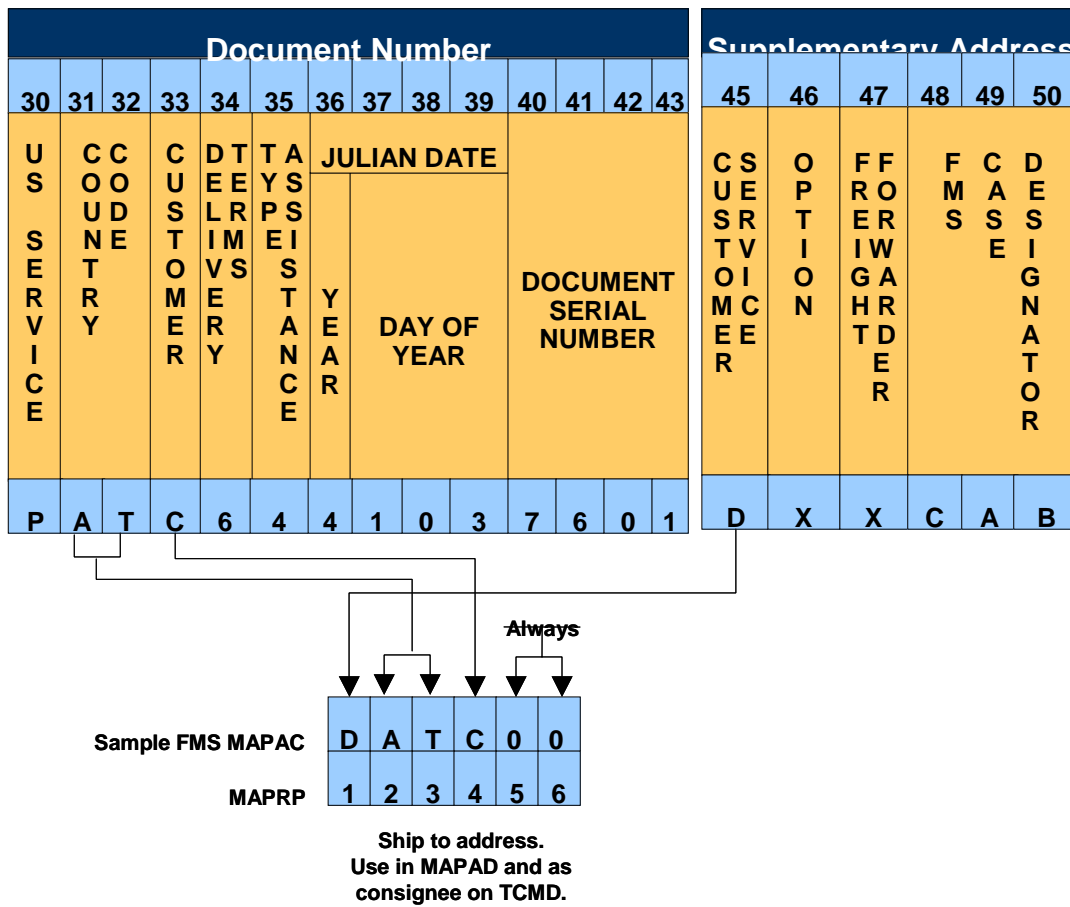 Document Number
Supplementary Address
30 31 32 33 34 35 36 37 38 39 40 41 42 43
45 46 47 48 49 50
US SERVICE
COUNTRY CODE
CUSTOMER
DELIVERY TERMS
TYPE ASSISTANCE
JULIAN DATE
YEAR
DAY OF
YEAR
DOCUMENT
SERIAL
NUMBER
CUSTOMER SERVICE
OPTION
FREIGHT FORWARDER
FMS CASE DESIGNATOR
P A T C 6 4 4 1 0 3 7 6 0 1
D X X C A B
Always
Sample FMS MAPAC D A T C 0 0
MAPRP 1 2 3 4 5 6
Ship to address.
Use in MAPAD and as
consignee on TCMD.